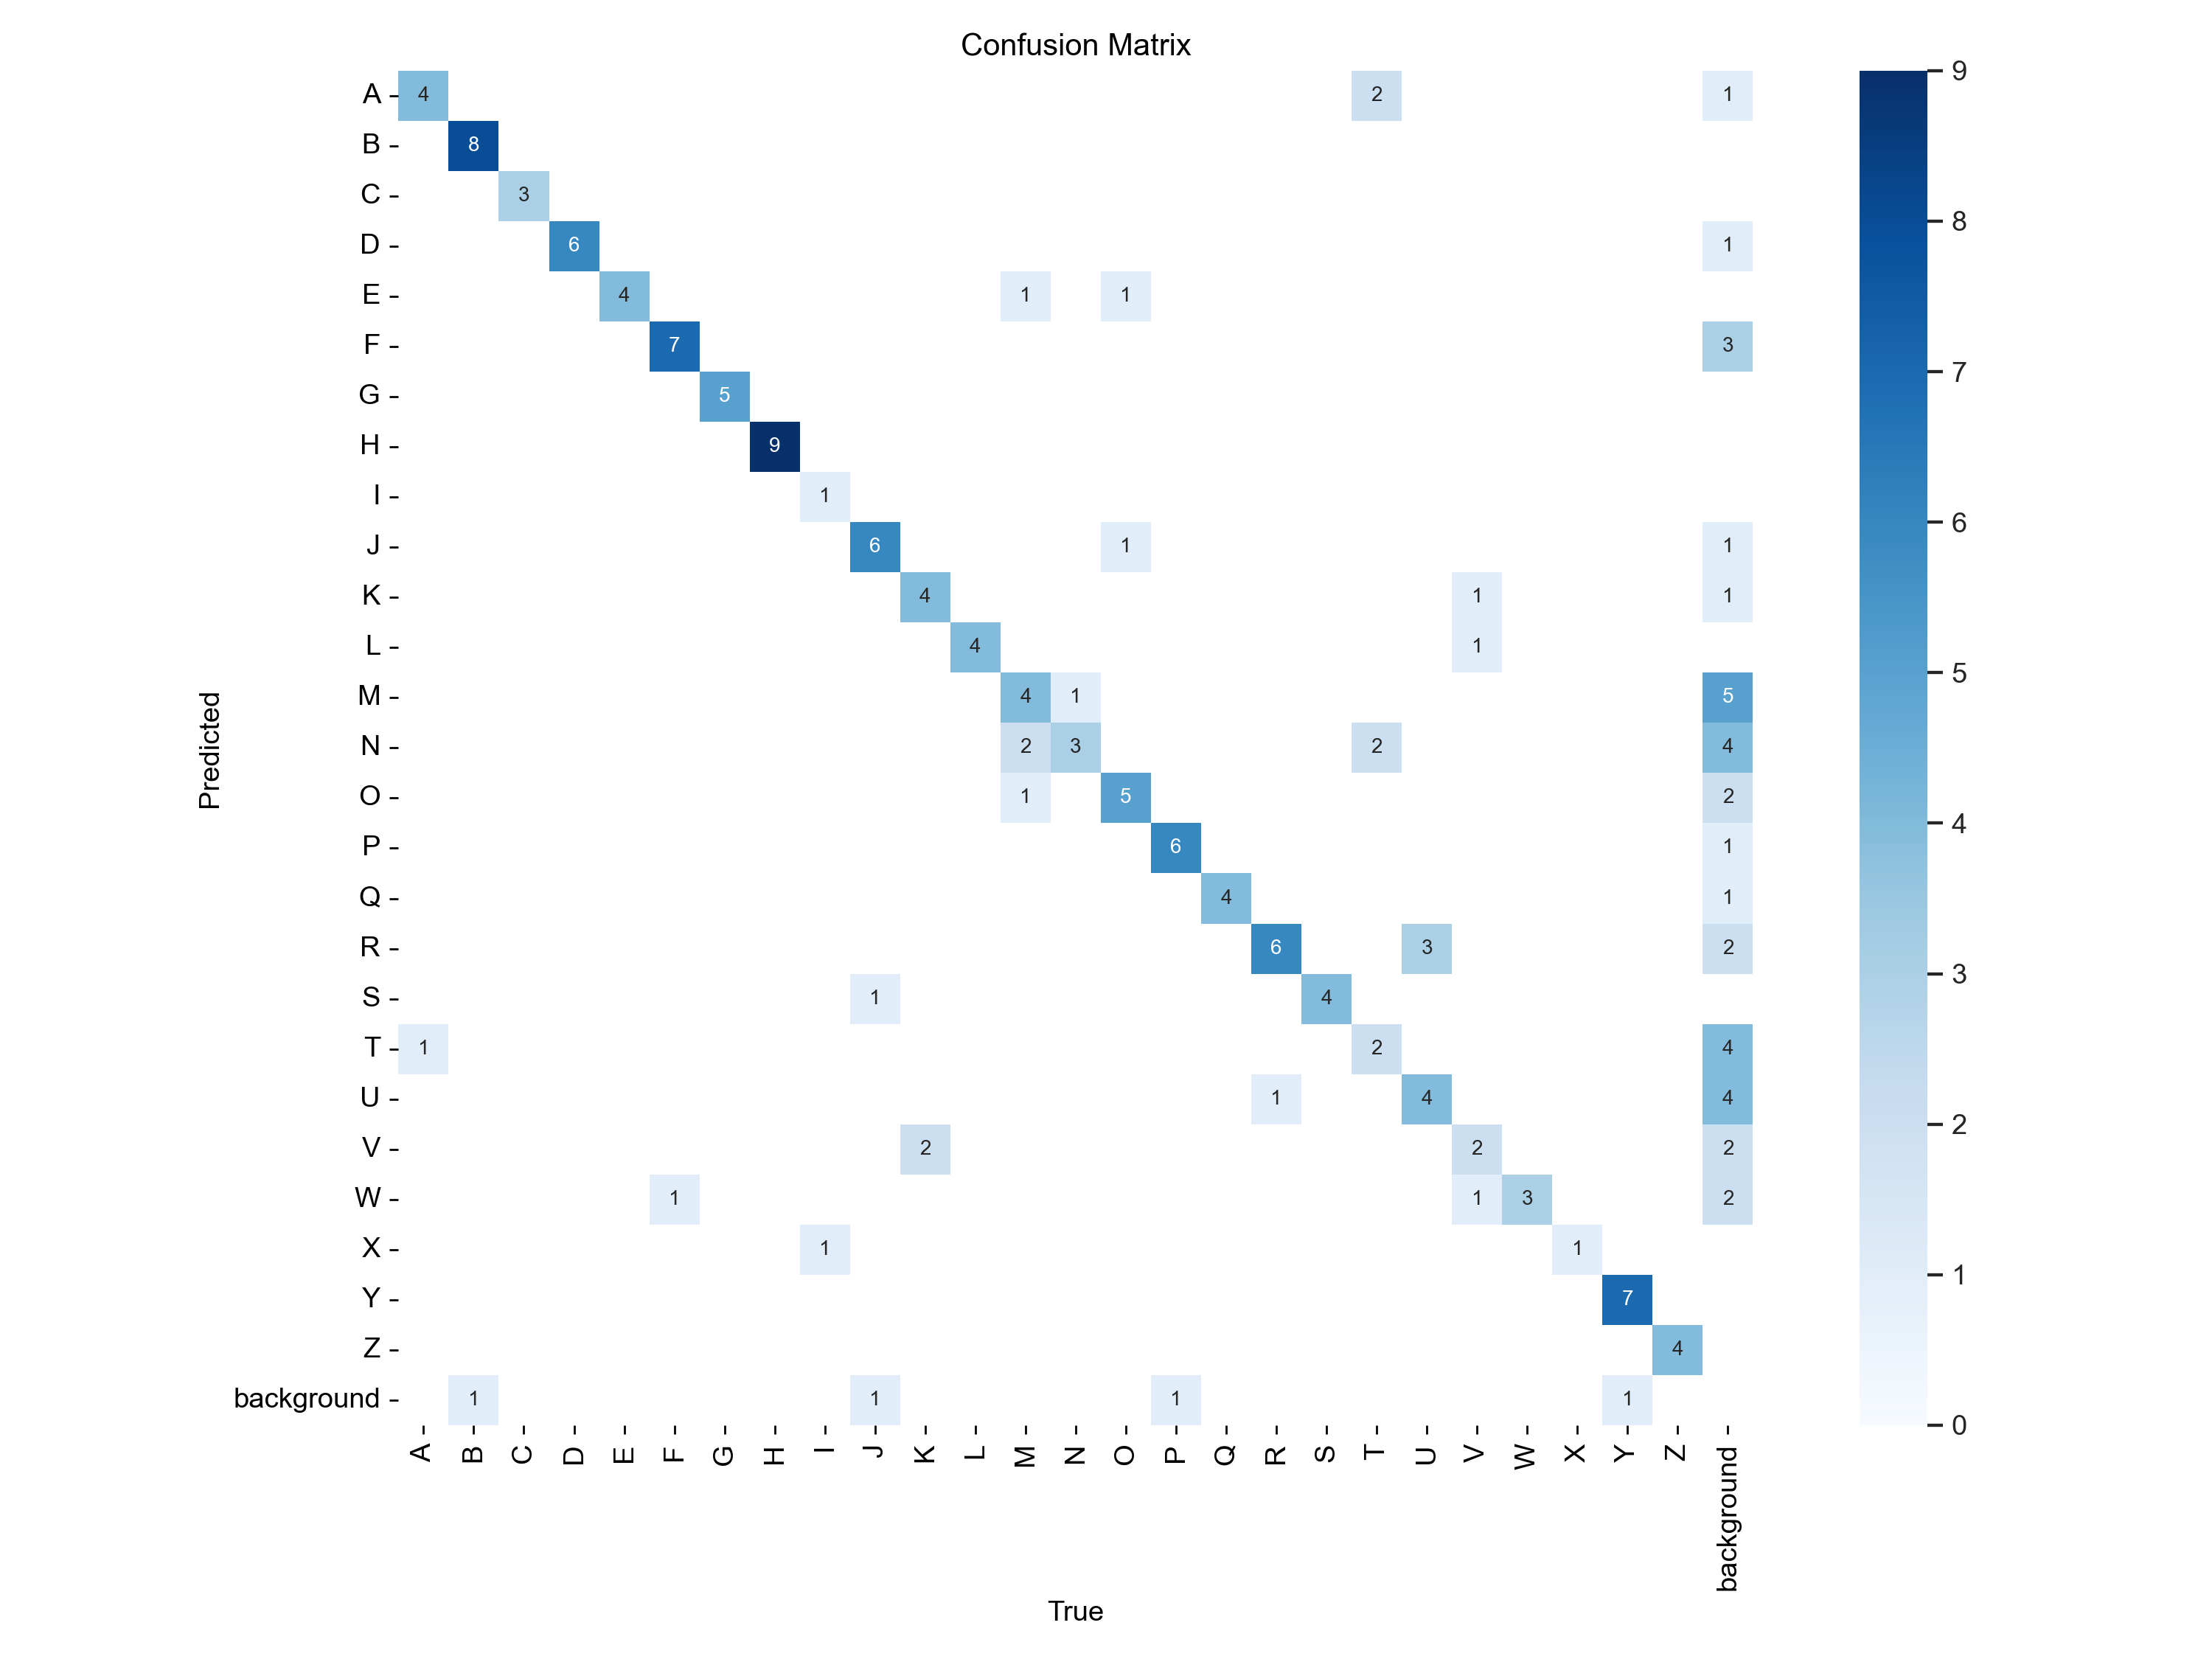 Confusion Matrix
A 4 2 1
B 8
C 3
D 6 1
E 4 1 1
F 7 3
G 5
H 9
I 1
J 6 1 1
K 4 1 1
L 4 1
M 4 1 5
N 2 3 2 4
O 1 5 2
P 6 1
Q 4 1
R 6 3 2
S 1 4
T 1 2 4
U 1 4 4
V 2 2 2
W 1 1 3 2
X 1 1
Y 7
Z 4
background 1 1 1 1
A B C D E F G H I J K L M N O P Q R S T U V W X Y Z background
Predicted
True
9
8
7
6
5
4
3
2
1
0